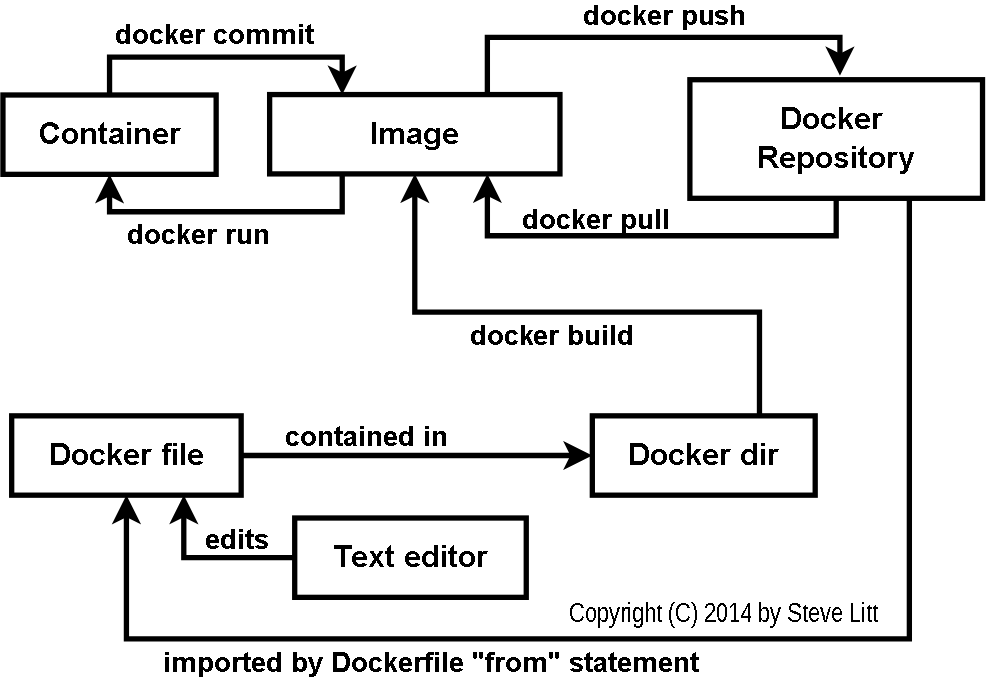 docker push
docker commit
Container
Image
Docker
Repository
docker run
docker pull
docker build
Docker file
contained in
Docker dir
edits
Text editor
Copyright (C) 2014 by Steve Litt
imported by Dockerfile "from" statement